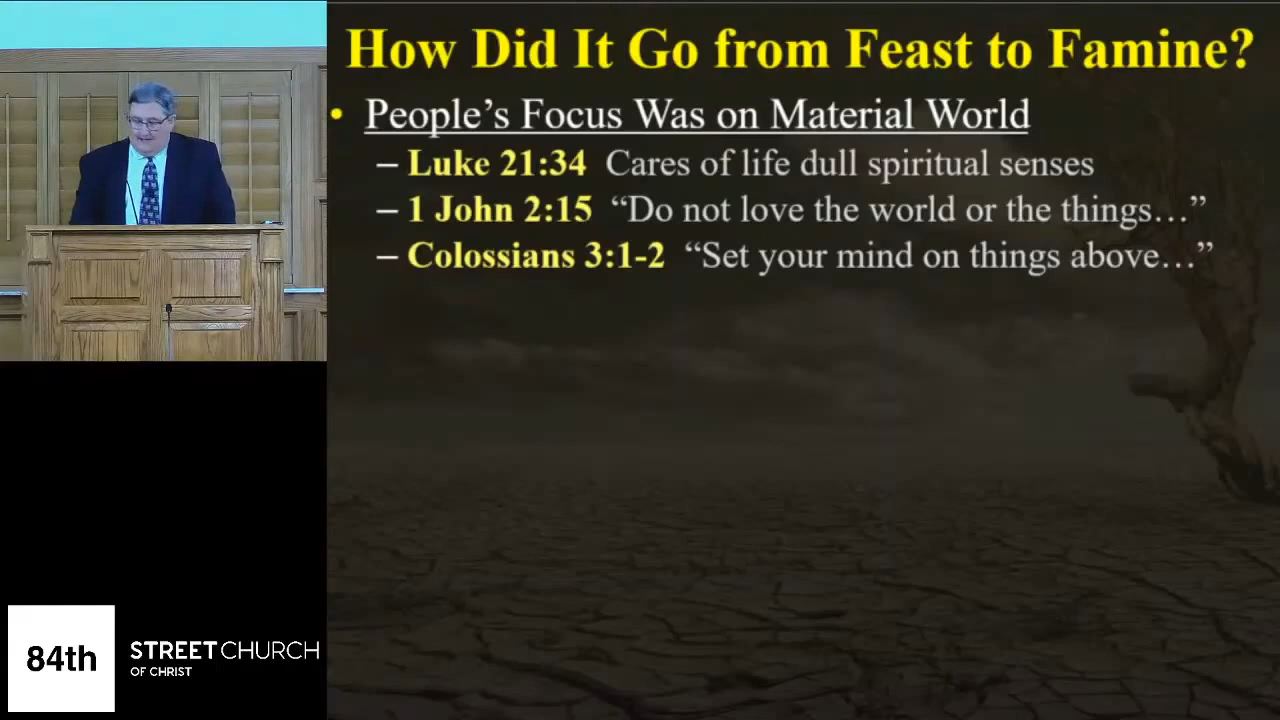 How Did It Go from Feast to Famine?
• People’s Focus Was on Material World
– Luke 21:34 Cares of life dull spiritual senses
– 1 John 2:15 “Do not love the world or the things…”
– Colossians 3:1-2 “Set your mind on things above…”
84th
STREET CHURCH
OF CHRIST